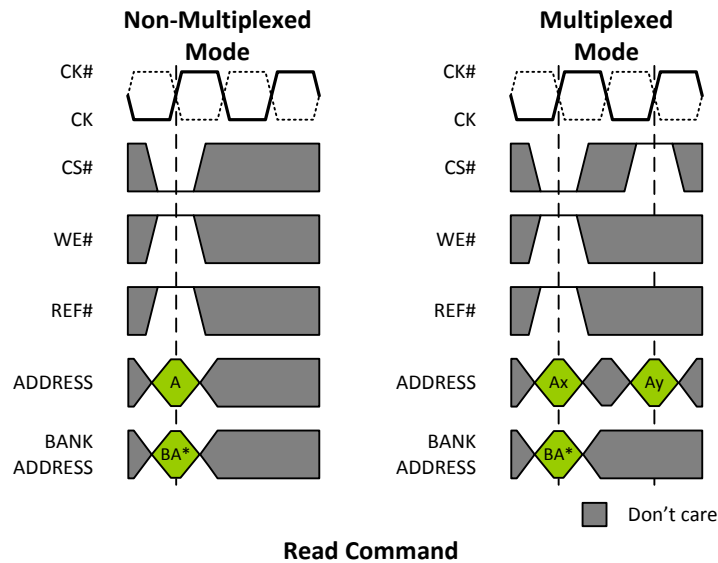 Non-Multiplexed
Mode
Multiplexed
Mode
CK#
CK
CS#
WE#
REF#
ADDRESS
A
BANK
ADDRESS
BA*
CK#
CK
CS#
WE#
REF#
ADDRESS
Ax
Ay
BANK
ADDRESS
BA*
Don't care
Read Command